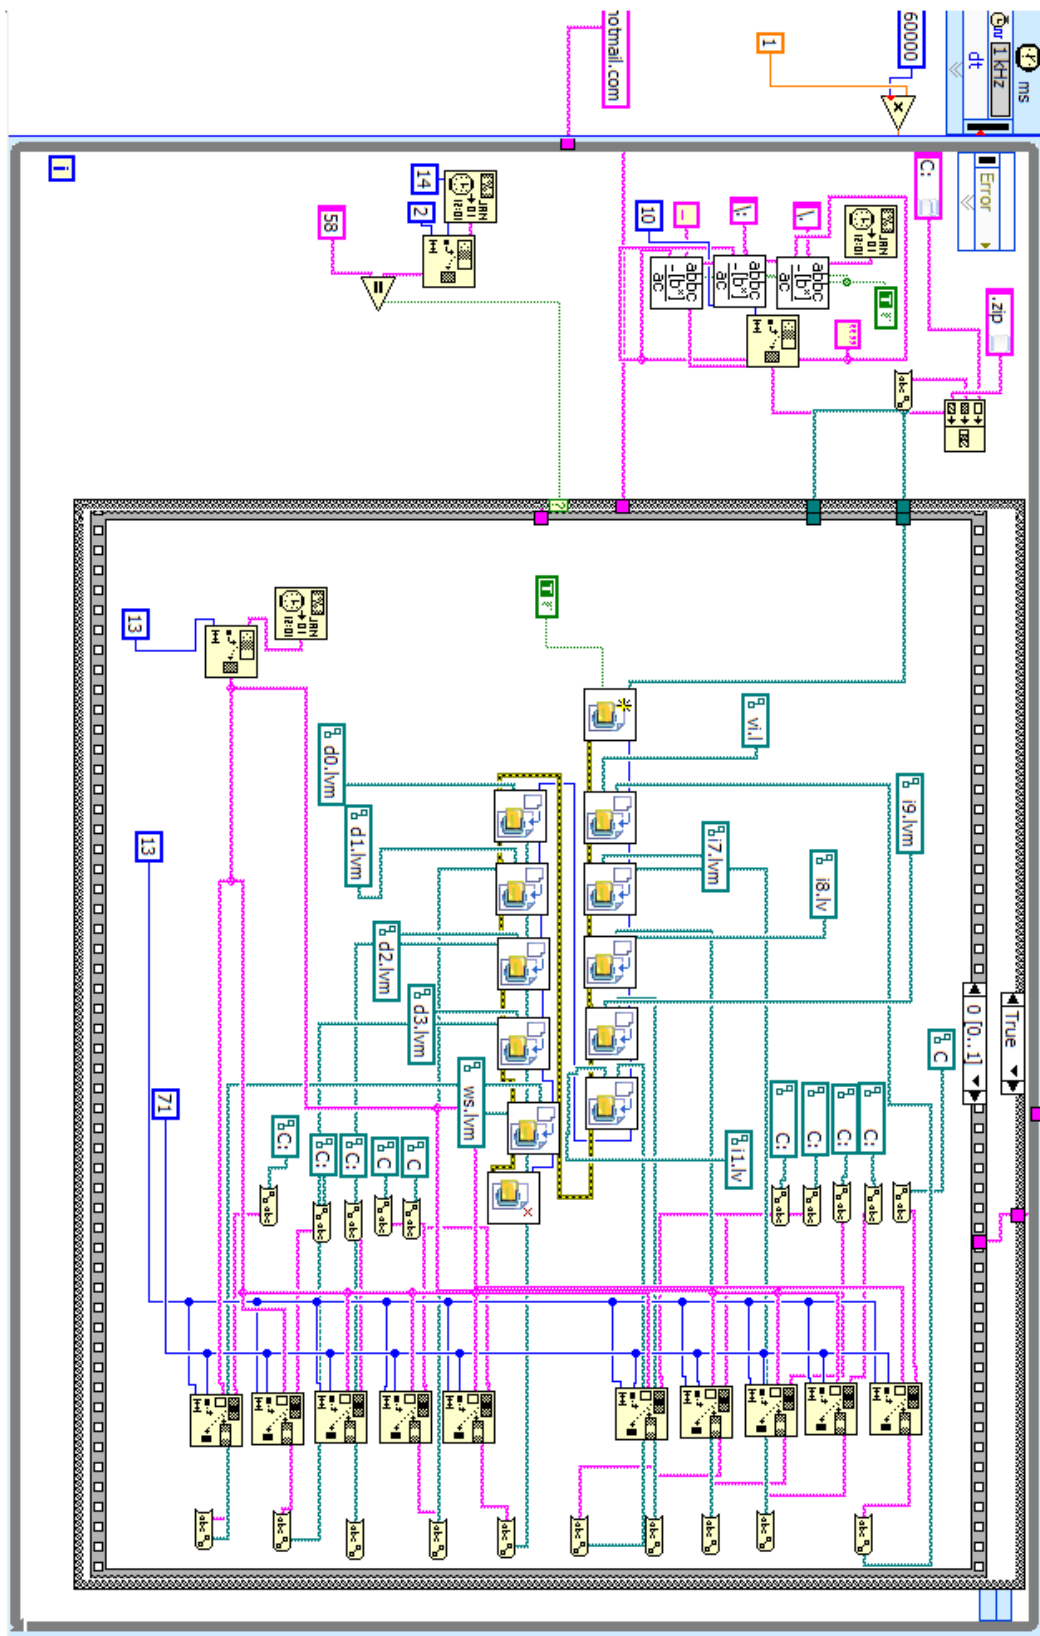 ms
1 kHz
dt
60000
1
hotmail.com
Error
C:
.zip
\.
\:
-
10
T
14
2
58
i
True
0 [0..1]
T
13
vi.l
i9.lvm
i8.lv
i7.lvm
i1.lv
d0.lvm
d1.lvm
d2.lvm
d3.lvm
ws.lvm
C
C:
C:
C:
C:
C
C
C:
C:
C:
13
71